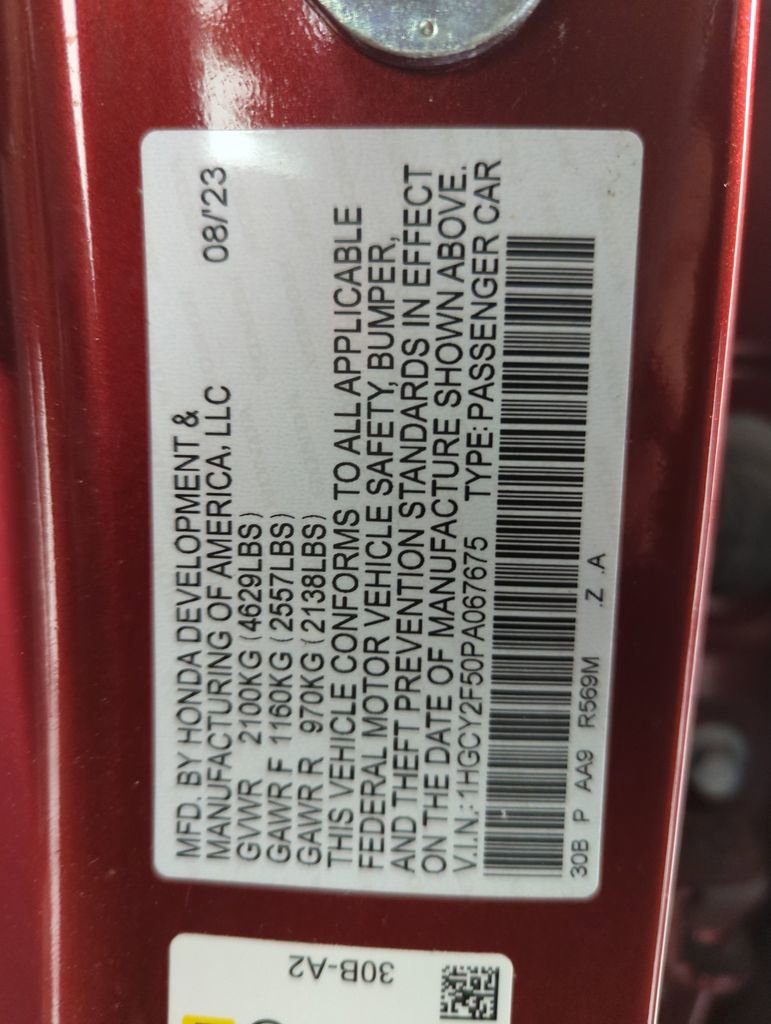 MFD. BY HONDA DEVELOPMENT &
MANUFACTURING OF AMERICA, LLC 08/'23
GVWR 2100KG (4629LBS)
GAWR F 1160KG (2557LBS)
GAWR R 970KG (2138LBS)
THIS VEHICLE CONFORMS TO ALL APPLICABLE
FEDERAL MOTOR VEHICLE SAFETY, BUMPER,
AND THEFT PREVENTION STANDARDS IN EFFECT
ON THE DATE OF MANUFACTURE SHOWN ABOVE.
V.I.N.: 1HGCY2F50PA067675 TYPE: PASSENGER CAR
30B P AA9 R569M .Z .A
30B-A2